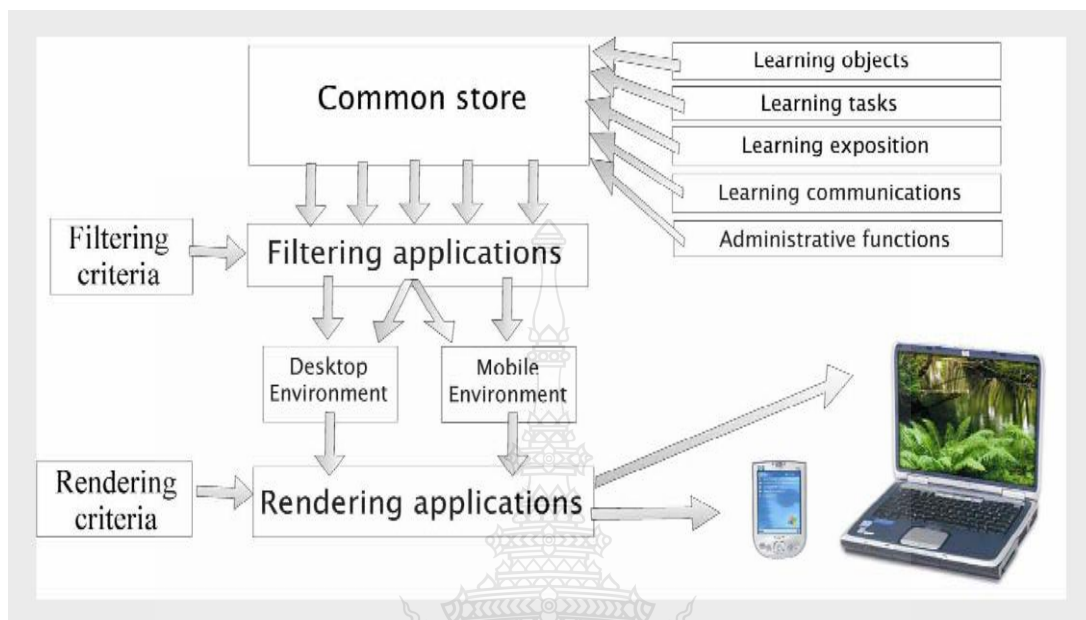 Common store
Learning objects
Learning tasks
Learning exposition
Learning communications
Administrative functions
Filtering
criteria
Filtering applications
Desktop
Environment
Mobile
Environment
Rendering
criteria
Rendering applications